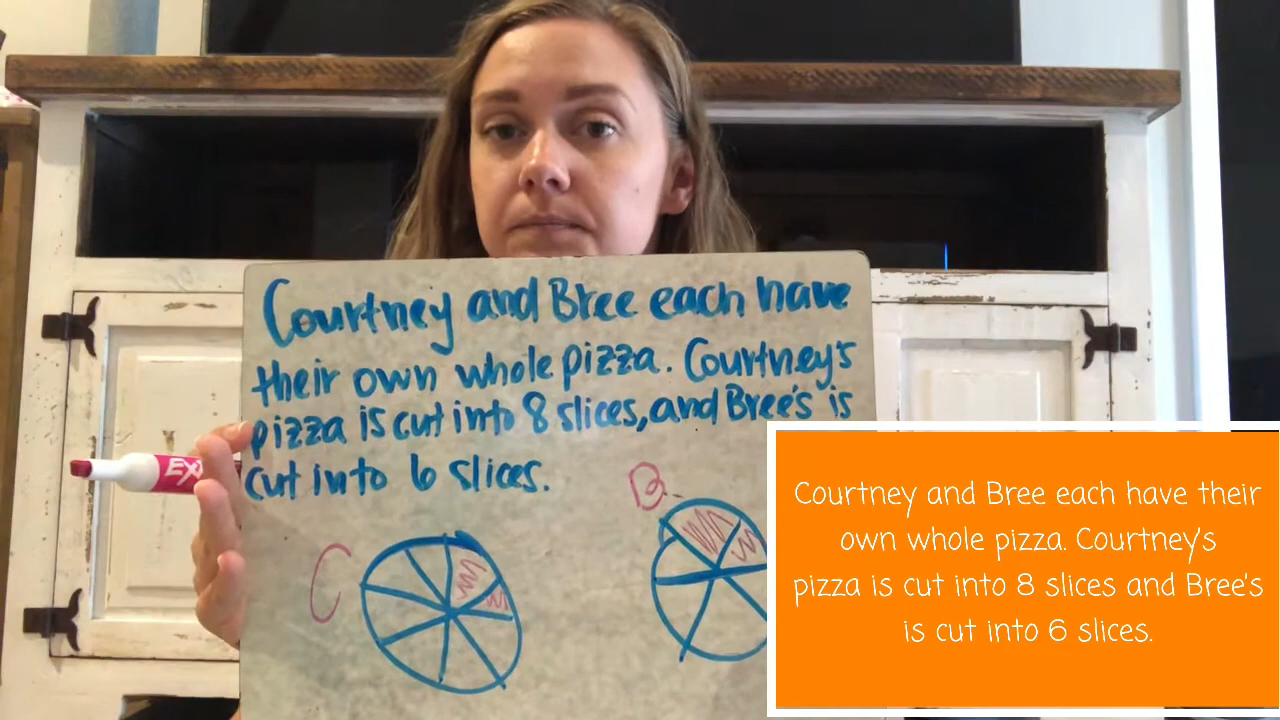 Courtney and Bree each have
their own whole pizza. Courtney's
pizza is cut into 8 slices, and Bree's is
cut into 6 slices.
B
C
EX
Courtney and Bree each have their
own whole pizza. Courtney's
pizza is cut into 8 slices and Bree's
is cut into 6 slices.